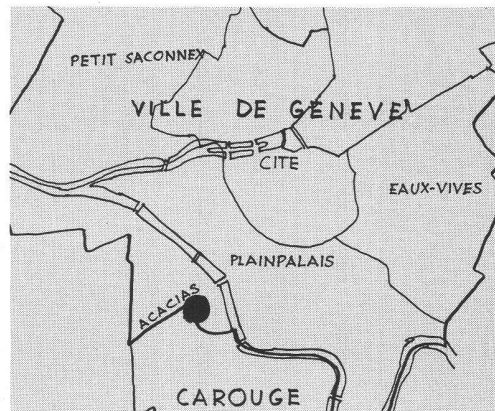 PETIT SACONNEX
VILLE DE GENEVE
CITE
EAUX-VIVES
PLAINPALAIS
ACACIAS
CAROUGE